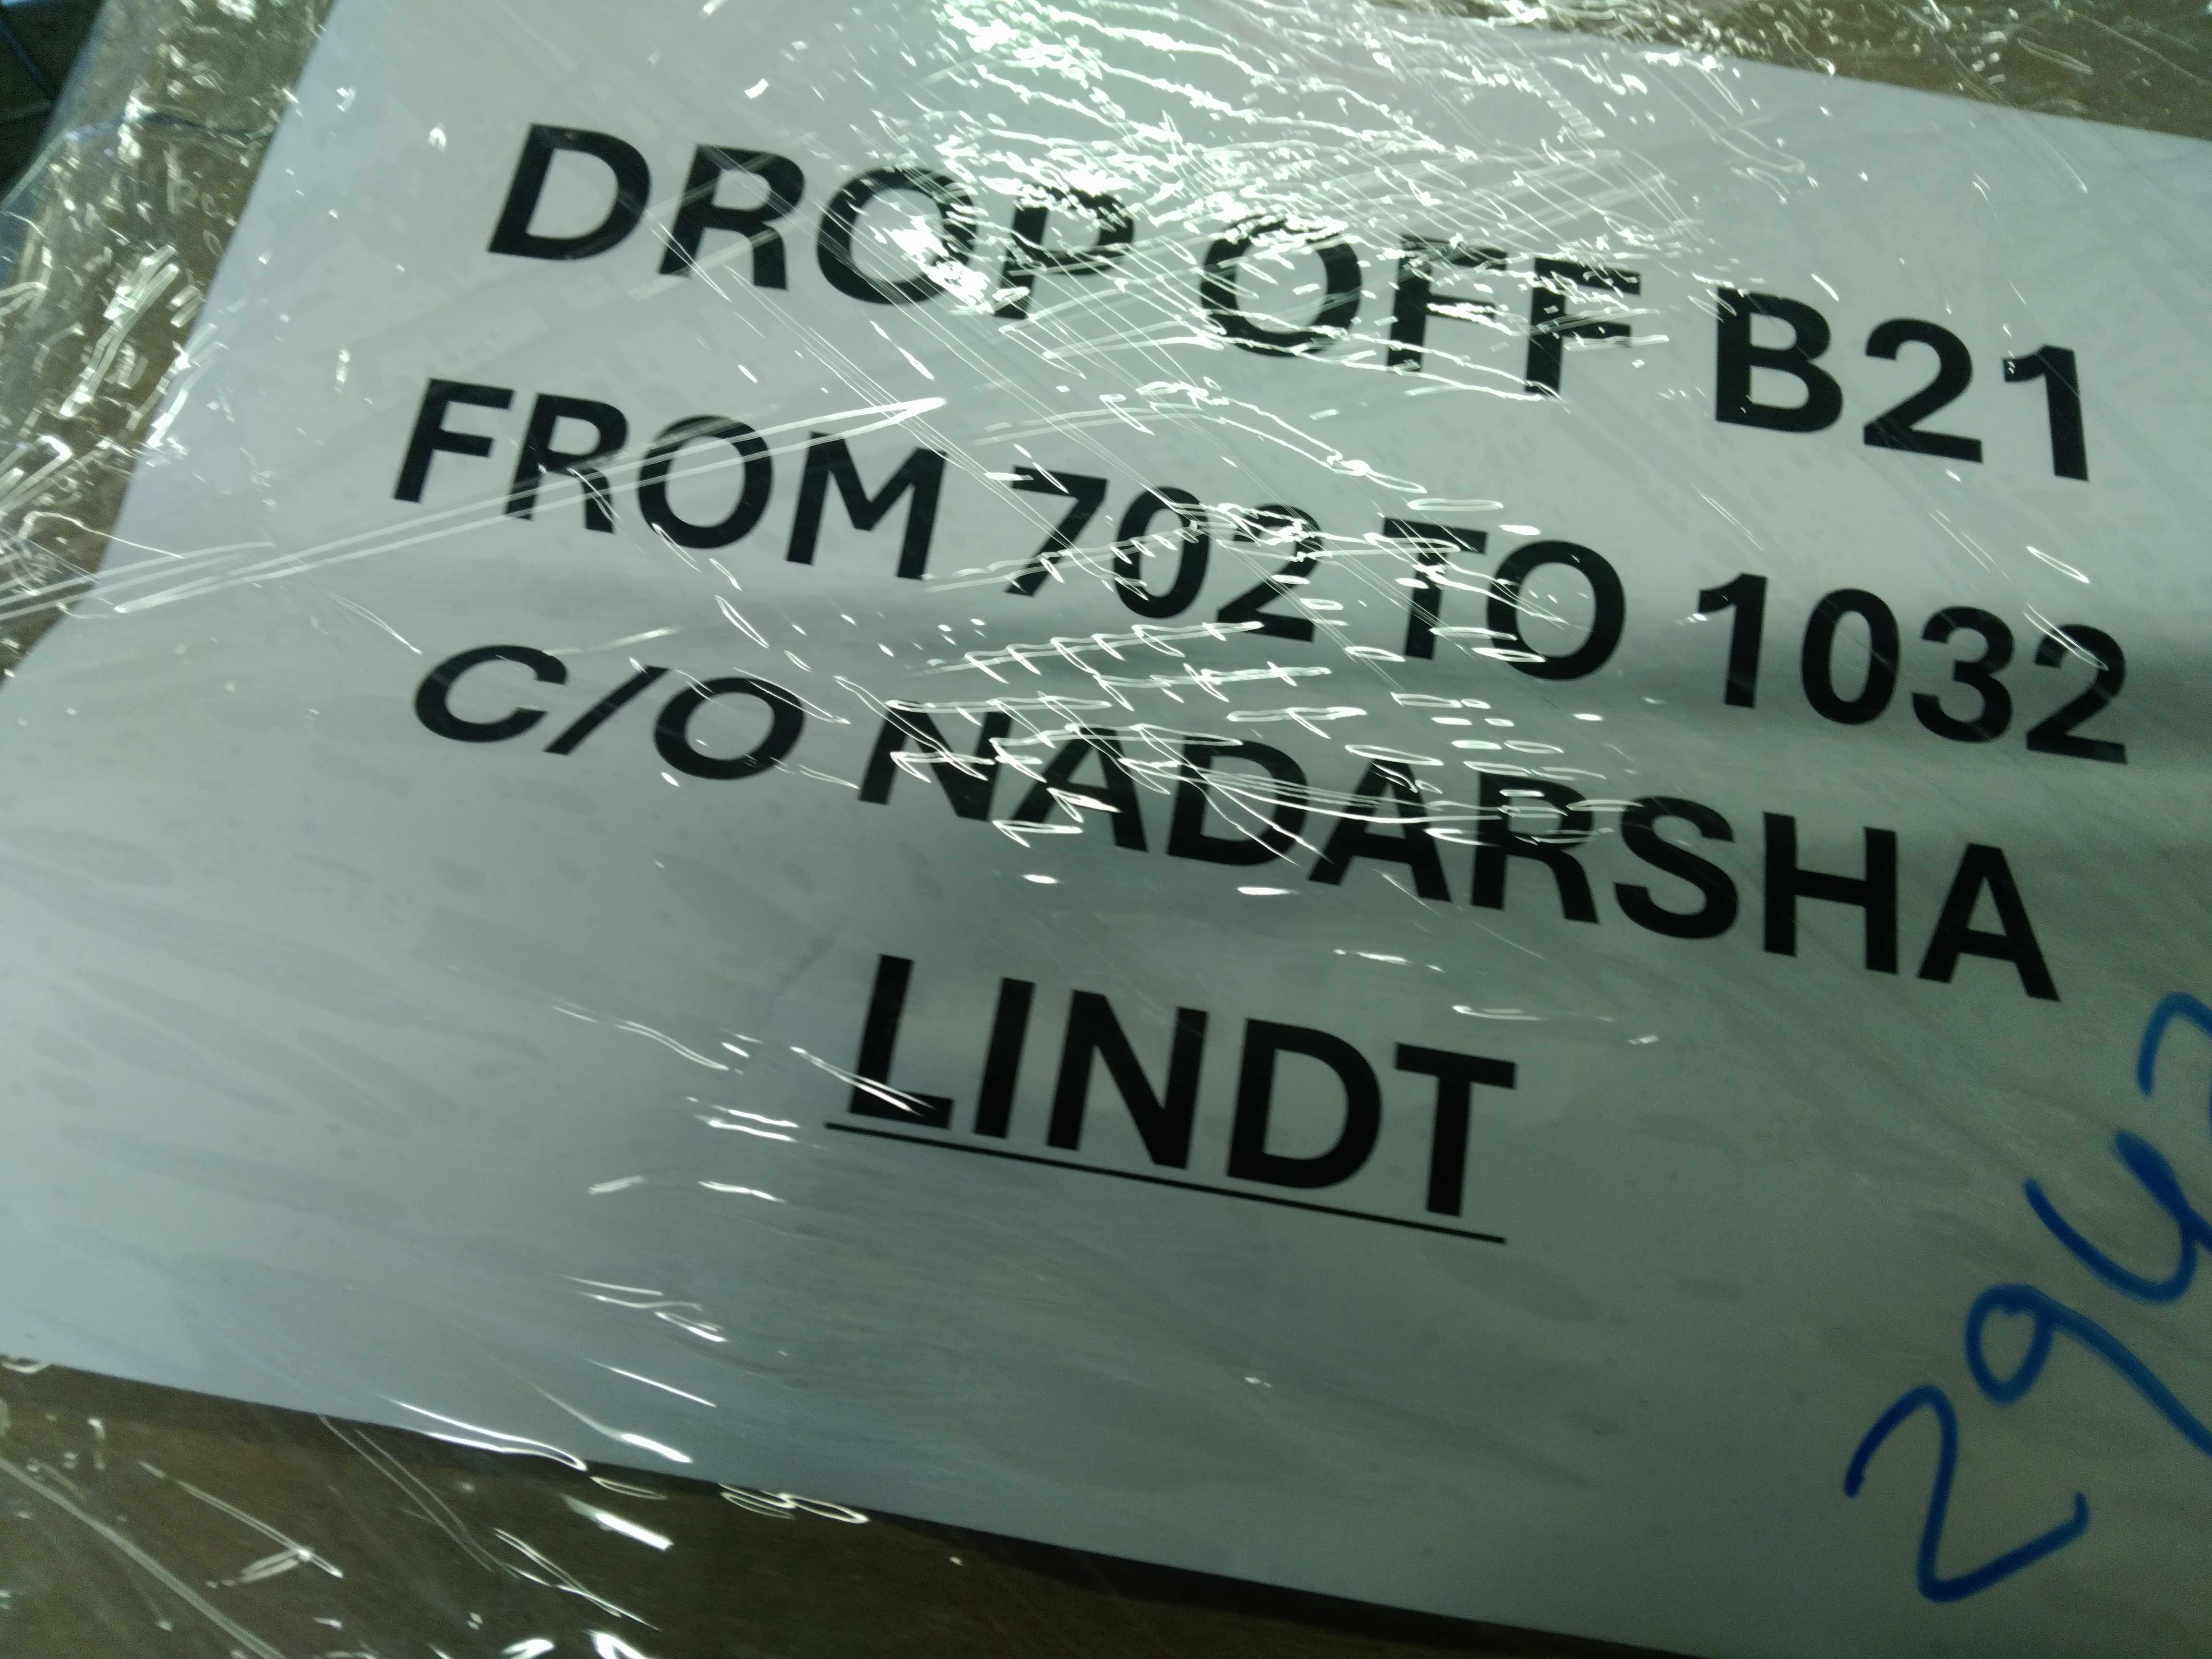 DROP OFF B21
FROM 702 TO 1032
C/O NADARSHA
LINDT